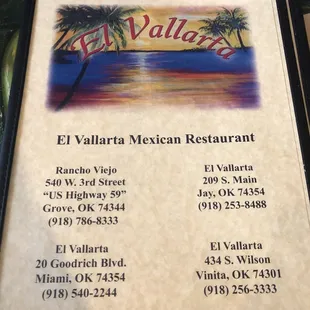 El Vallarta
El Vallarta Mexican Restaurant
Rancho Viejo
540 W. 3rd Street
“US Highway 59”
Grove, OK 74344
(918) 786-8333
El Vallarta
209 S. Main
Jay, OK 74354
(918) 253-8488
El Vallarta
20 Goodrich Blvd.
Miami, OK 74354
(918) 540-2244
El Vallarta
434 S. Wilson
Vinita, OK 74301
(918) 256-3333